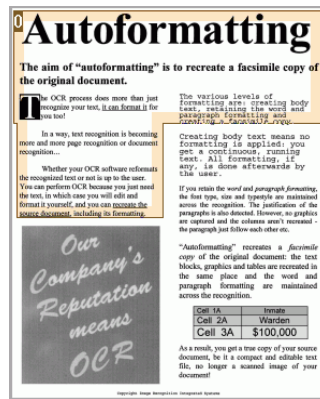 0
Autoformatting
The aim of “autoformatting” is to recreate a facsimile copy of
the original document.
The OCR process does more than just
recognize your text, it can format it for
you too!
In a way, text recognition is becoming
more and more page recognition or document
recognition...
Whether your OCR software reformats
the recognized text or not is up to the user.
You can perform OCR because you just need
the text, in which case you will edit and
format it yourself, and you can recreate the
source document, including its formatting.
Our
Company's
Reputation
means
OCR
The various levels of
formatting are: creating body
text, retaining the word and
paragraph formatting and
creating a facsimile copy.
Creating body text means no
formatting is applied: you
get a continuous, running
text. All formatting, if
any, is done afterwards by
the user.
If you retain the word and paragraph formatting,
the font type, size and typestyle are maintained
across the recognition. The justification of the
paragraphs is also detected. However, no graphics
are captured and the columns aren't recreated -
the paragraph just follow each other etc.
“Autoformatting” recreates a facsimile
copy of the original document: the text
blocks, graphics and tables are recreated in
the same place and the word and
paragraph formatting are maintained
across the recognition.
Cell 1A Inmate
Cell 2A Warden
Cell 3A $100,000
As a result, you get a true copy of your source
document, be it a compact and editable text
file, no longer a scanned image of your
document!
Copyright Image Recognition Integrated Systems